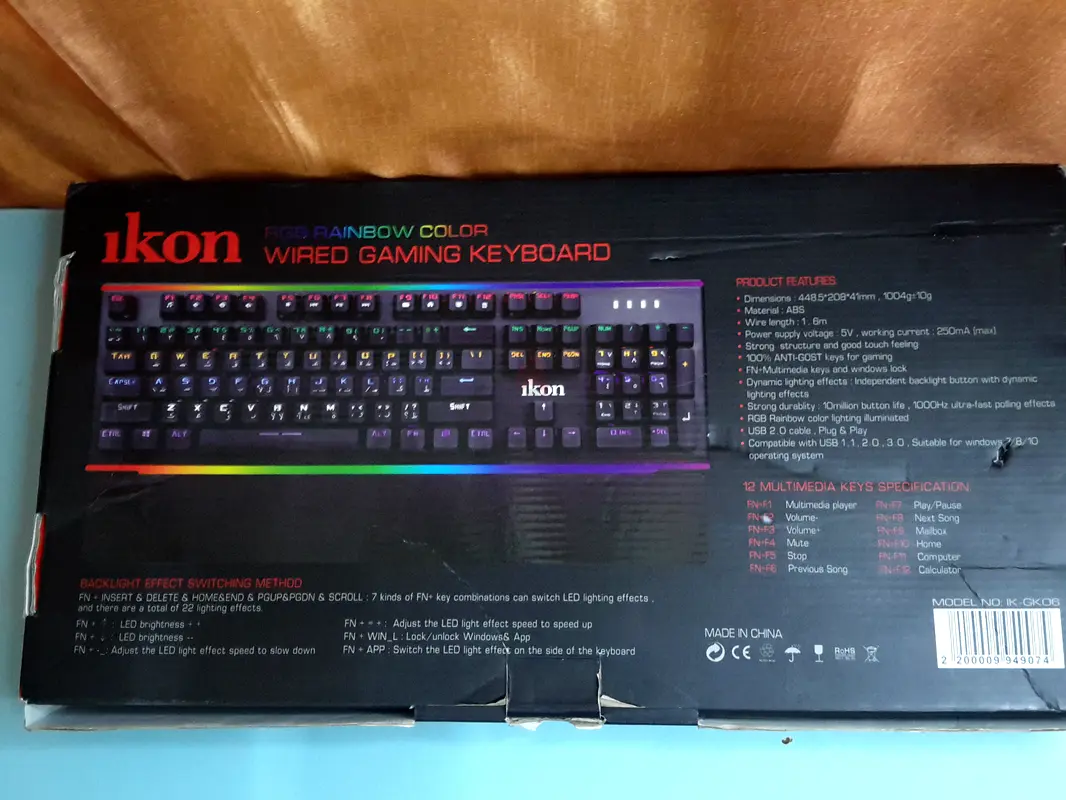 ikon
RGB RAINBOW COLOR
WIRED GAMING KEYBOARD
ikon
PRODUCT FEATURES
• Dimensions : 448.5*208*41mm , 1004g±10g
• Material : ABS
• Wire length : 1. 6m
• Power supply voltage : 5V , working current : 250mA (max)
• Strong structure and good touch feeling
• 100% ANTI-GOST keys for gaming
• FN+Multimedia keys and windows lock
• Dynamic lighting effects : Independent backlight button with dynamic
lighting effects
• Strong durablity : 10million button life , 1000Hz ultra-fast polling effects
• RGB Rainbow color lighting illuminated
• USB 2.0 cable , Plug & Play
• Compatible with USB 1.1, 2.0 , 3.0 , Suitable for windows 7/8/10
operating system
12 MULTIMEDIA KEYS SPECIFICATION
FN+F1 Multimedia player FN+F7 Play/Pause
FN+F2 Volume- FN+F8 Next Song
FN+F3 Volume+ FN+F9 Mailbox
FN+F4 Mute FN+F10 Home
FN+F5 Stop FN+F11 Computer
FN+F6 Previous Song FN+F12 Calculator
BACKLIGHT EFFECT SWITCHING METHOD
FN + INSERT & DELETE & HOME&END & PGUP&PGDN & SCROLL : 7 kinds of FN+ key combinations can switch LED lighting effects ,
and there are a total of 22 lighting effects.
FN + ↑ : LED brightness + + FN + = + : Adjust the LED light effect speed to speed up
FN + ↓ : LED brightness -- FN + WIN_L : Lock/unlock Windows& App
FN + -_: Adjust the LED light effect speed to slow down FN + APP : Switch the LED light effect on the side of the keyboard
MADE IN CHINA
CE
RoHS
MODEL NO: IK-GK06
2 200009 949074